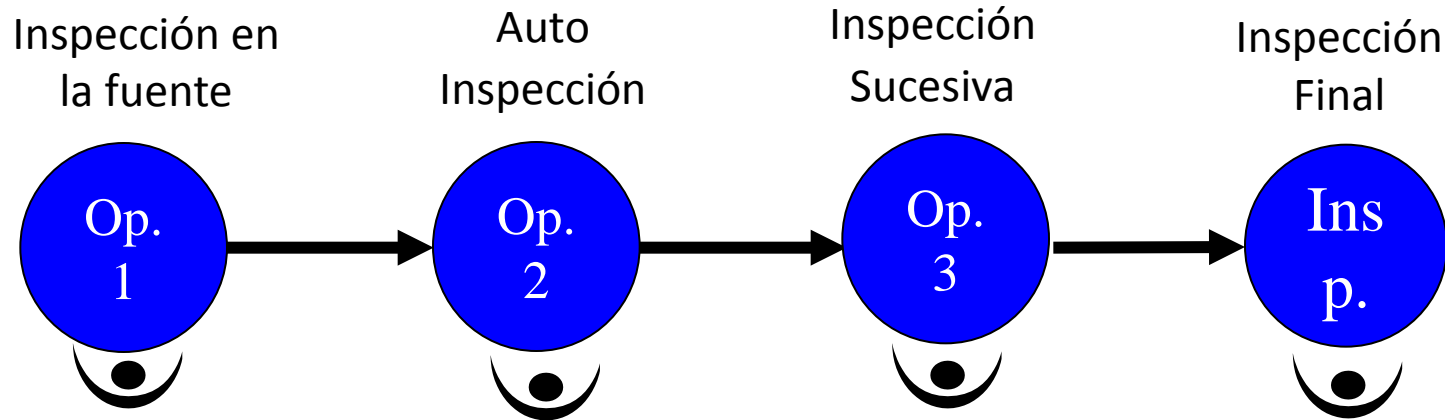 Inspección en
la fuente
Auto
Inspección
Inspección
Sucesiva
Inspección
Final
Op.
1
Op.
2
Op.
3
Ins
p.